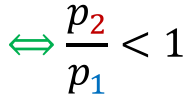 ⟺ p₂/p₁ < 1